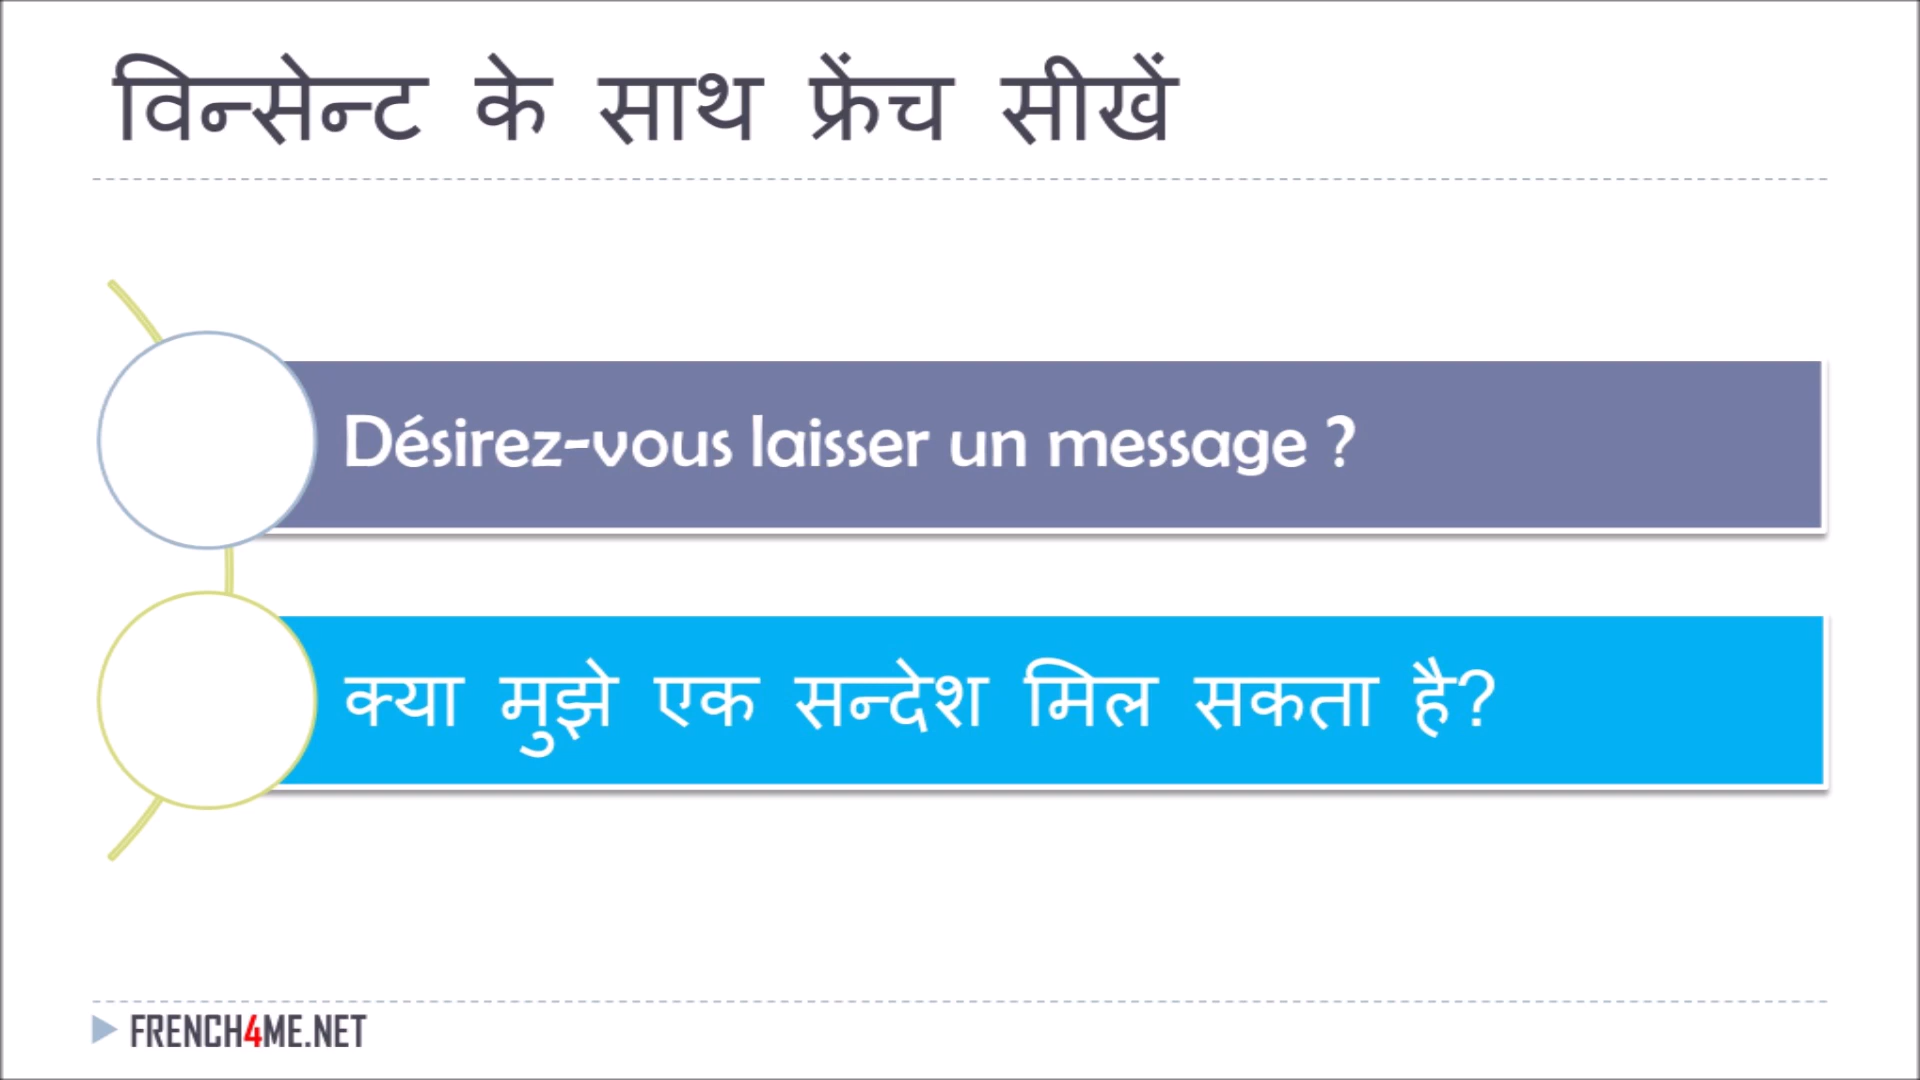 विन्सेन्ट के साथ फ्रेंच सीखें
Désirez-vous laisser un message ?
क्या मुझे एक सन्देश मिल सकता है?
FRENCH4ME.NET